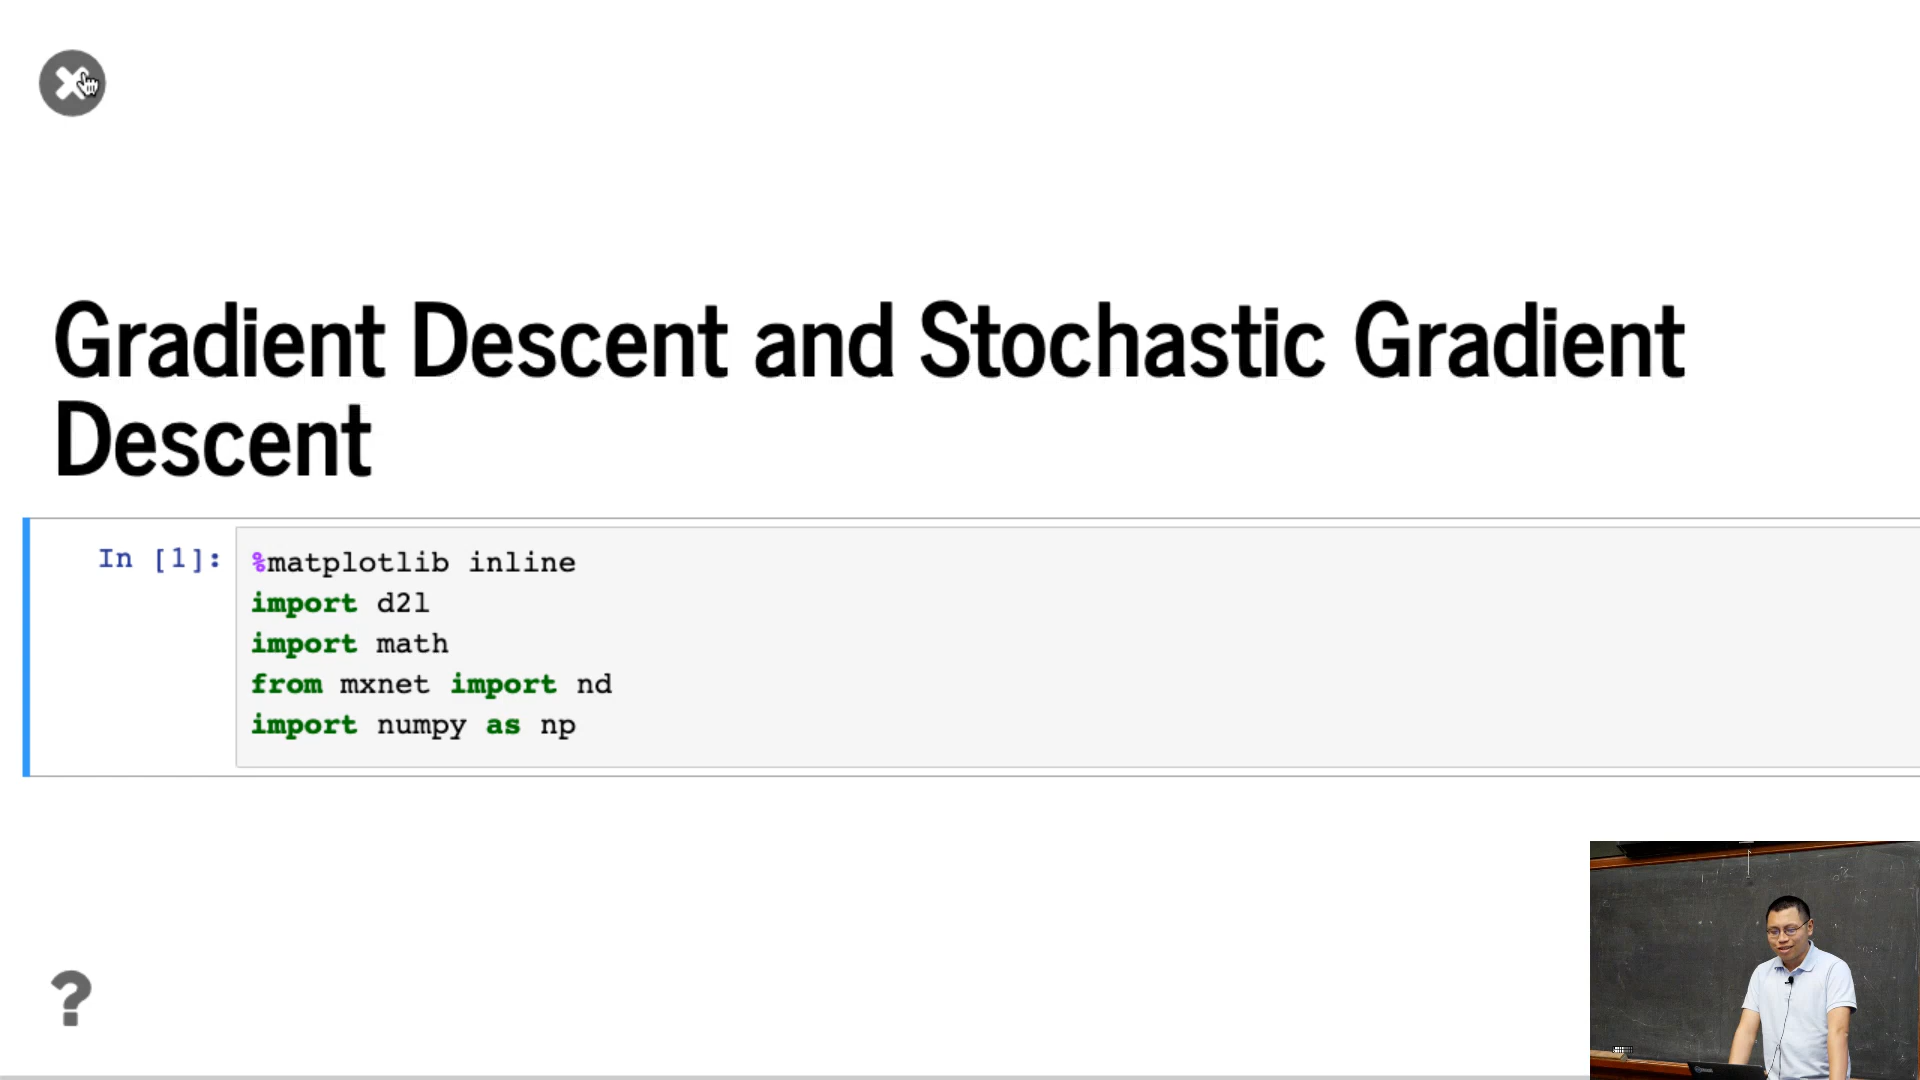 Gradient Descent and Stochastic Gradient
Descent
In [1]:
%matplotlib inline
import d2l
import math
from mxnet import nd
import numpy as np
?